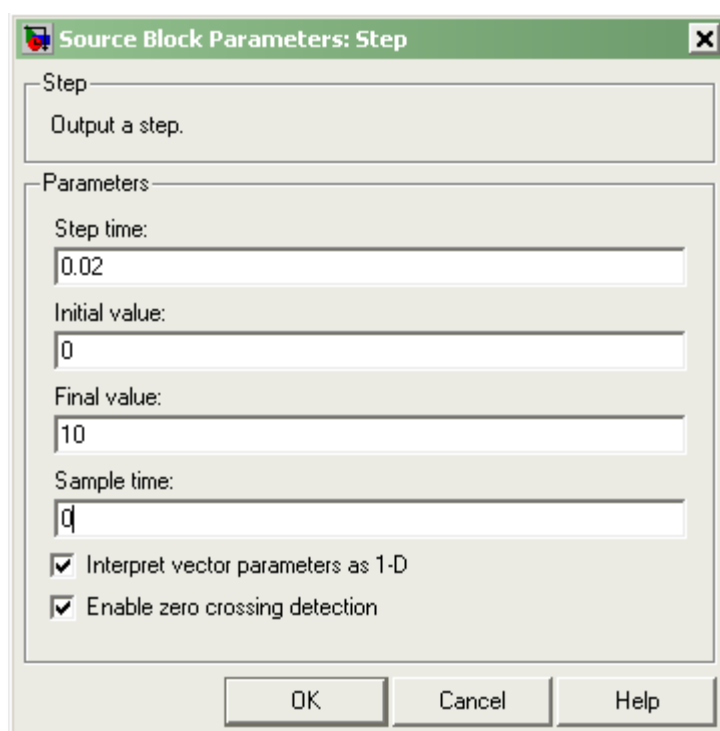 Source Block Parameters: Step
Step
Output a step.
Parameters
Step time:
0.02
Initial value:
0
Final value:
10
Sample time:
0
Interpret vector parameters as 1-D
Enable zero crossing detection
OK Cancel Help